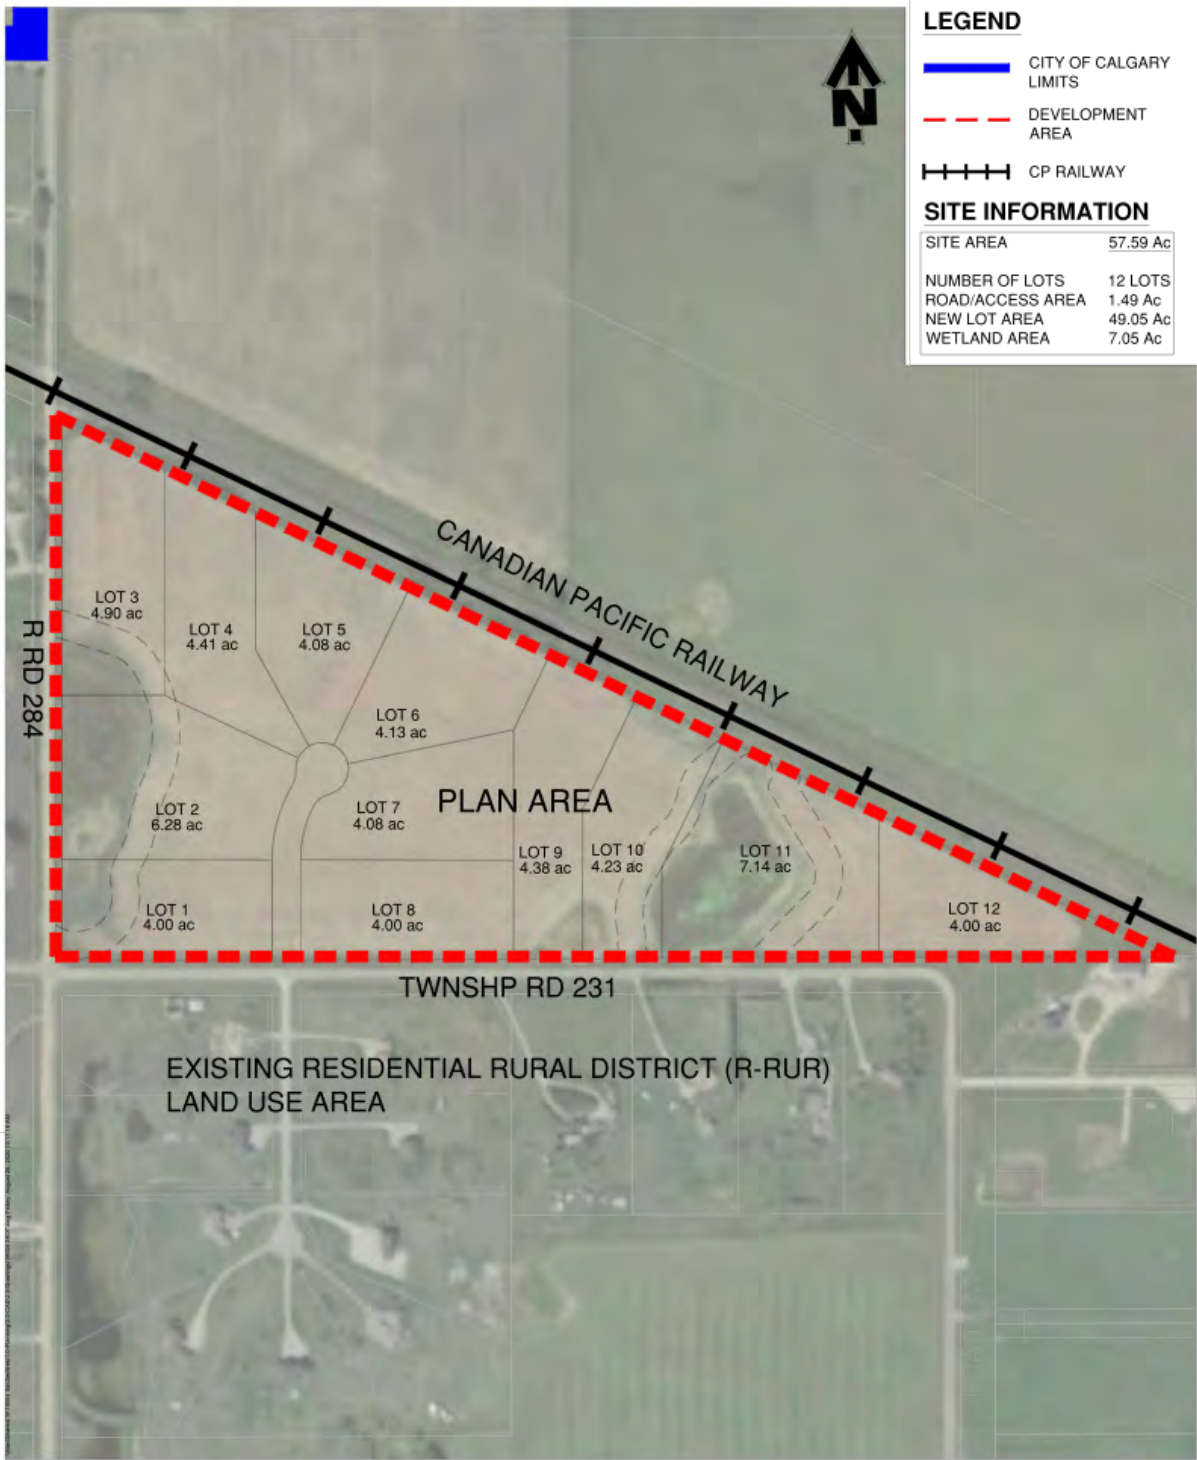 LEGEND
CITY OF CALGARY
LIMITS
DEVELOPMENT
AREA
CP RAILWAY
SITE INFORMATION
SITE AREA 57.59 Ac
NUMBER OF LOTS 12 LOTS
ROAD/ACCESS AREA 1.49 Ac
NEW LOT AREA 49.05 Ac
WETLAND AREA 7.05 Ac
N
CANADIAN PACIFIC RAILWAY
R RD 284
LOT 3
4.90 ac
LOT 4
4.41 ac
LOT 5
4.08 ac
LOT 6
4.13 ac
PLAN AREA
LOT 2
6.28 ac
LOT 7
4.08 ac
LOT 9
4.38 ac
LOT 10
4.23 ac
LOT 11
7.14 ac
LOT 1
4.00 ac
LOT 8
4.00 ac
LOT 12
4.00 ac
TWNSHP RD 231
EXISTING RESIDENTIAL RURAL DISTRICT (R-RUR)
LAND USE AREA